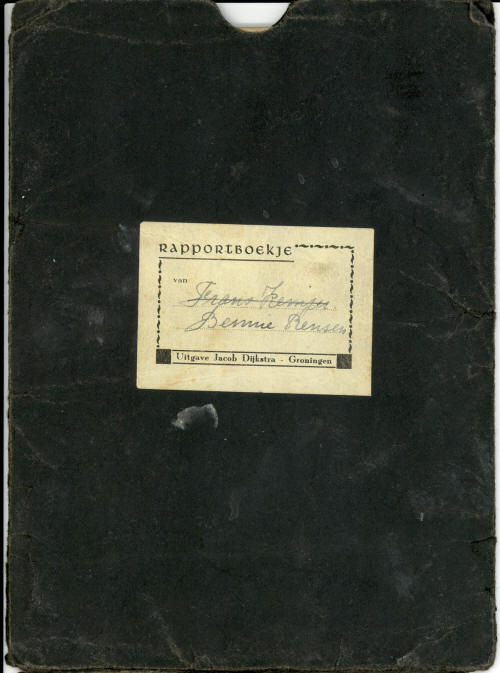 RAPPORTBOEKJE
van
Frans Kemper
Bennie Rensen
Uitgave Jacob Dijkstra - Groningen